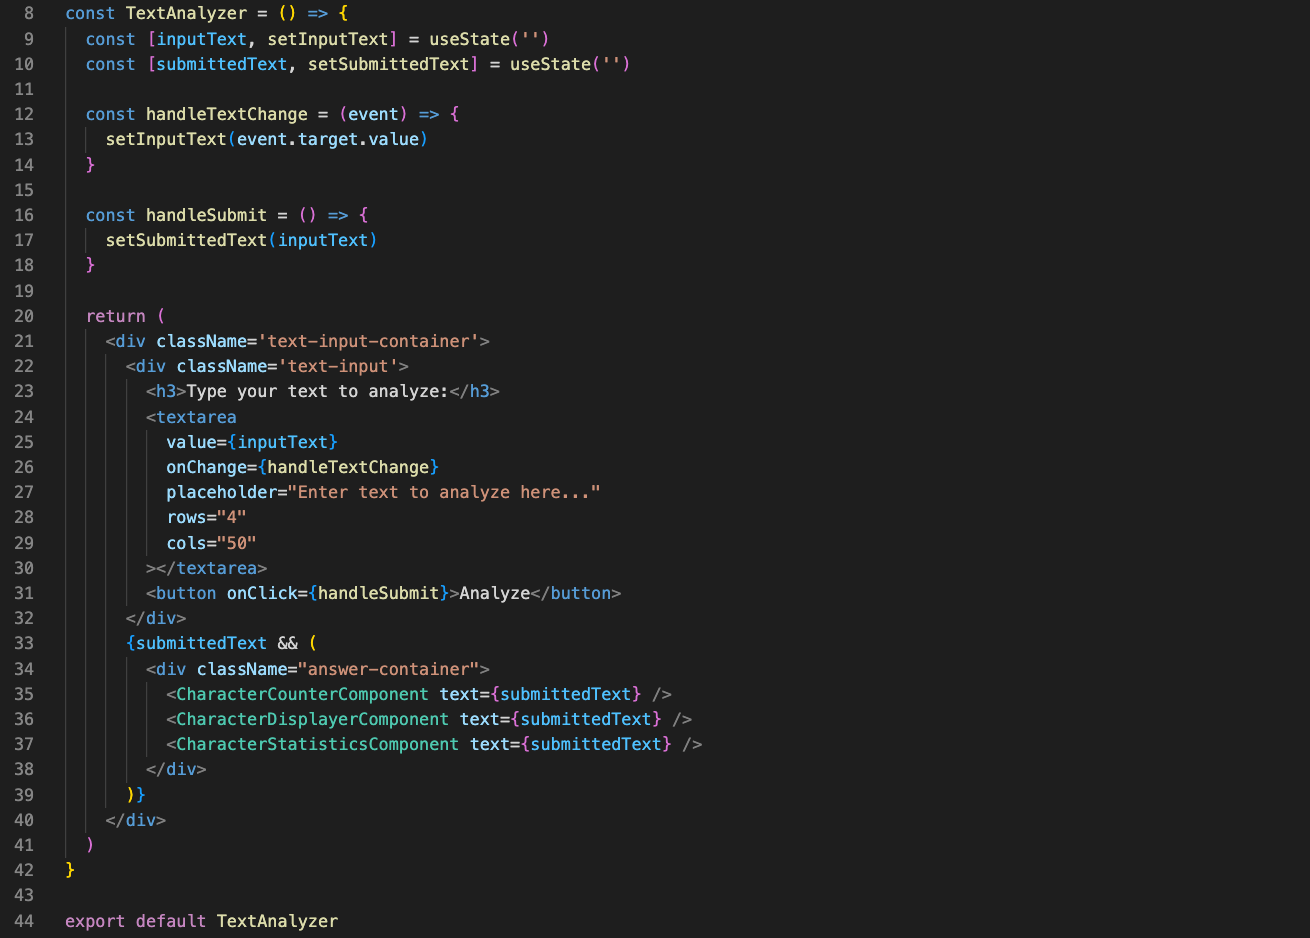 8 const TextAnalyzer = () => {
9   const [inputText, setInputText] = useState('')
10   const [submittedText, setSubmittedText] = useState('')
11
12   const handleTextChange = (event) => {
13     setInputText(event.target.value)
14   }
15
16   const handleSubmit = () => {
17     setSubmittedText(inputText)
18   }
19
20   return (
21     <div className='text-input-container'>
22       <div className='text-input'>
23         <h3>Type your text to analyze:</h3>
24         <textarea
25           value={inputText}
26           onChange={handleTextChange}
27           placeholder="Enter text to analyze here..."
28           rows="4"
29           cols="50"
30         ></textarea>
31         <button onClick={handleSubmit}>Analyze</button>
32       </div>
33       {submittedText && (
34         <div className="answer-container">
35           <CharacterCounterComponent text={submittedText} />
36           <CharacterDisplayerComponent text={submittedText} />
37           <CharacterStatisticsComponent text={submittedText} />
38         </div>
39       )}
40     </div>
41   )
42 }
43
44 export default TextAnalyzer